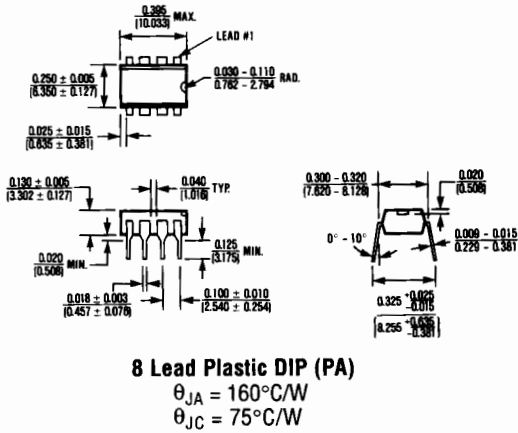 0.395
(10.033) MAX.
LEAD #1
0.250 ± 0.005
(6.350 ± 0.127)
0.030 - 0.110
0.762 - 2.794 RAD.
0.025 ± 0.015
(0.635 ± 0.381)
0.130 ± 0.005
(3.302 ± 0.127)
0.040
(1.016) TYP.
0.300 - 0.320
(7.620 - 8.128)
0.020
(0.508)
0.020
(0.508) MIN.
0.125
(3.175) MIN.
0° - 10°
0.009 - 0.015
0.229 - 0.381
0.018 ± 0.003
(0.457 ± 0.076)
0.100 ± 0.010
(2.540 ± 0.254)
0.325 +0.025
-0.015
(8.255 +0.635
-0.381)
8 Lead Plastic DIP (PA)
θJA = 160°C/W
θJC = 75°C/W